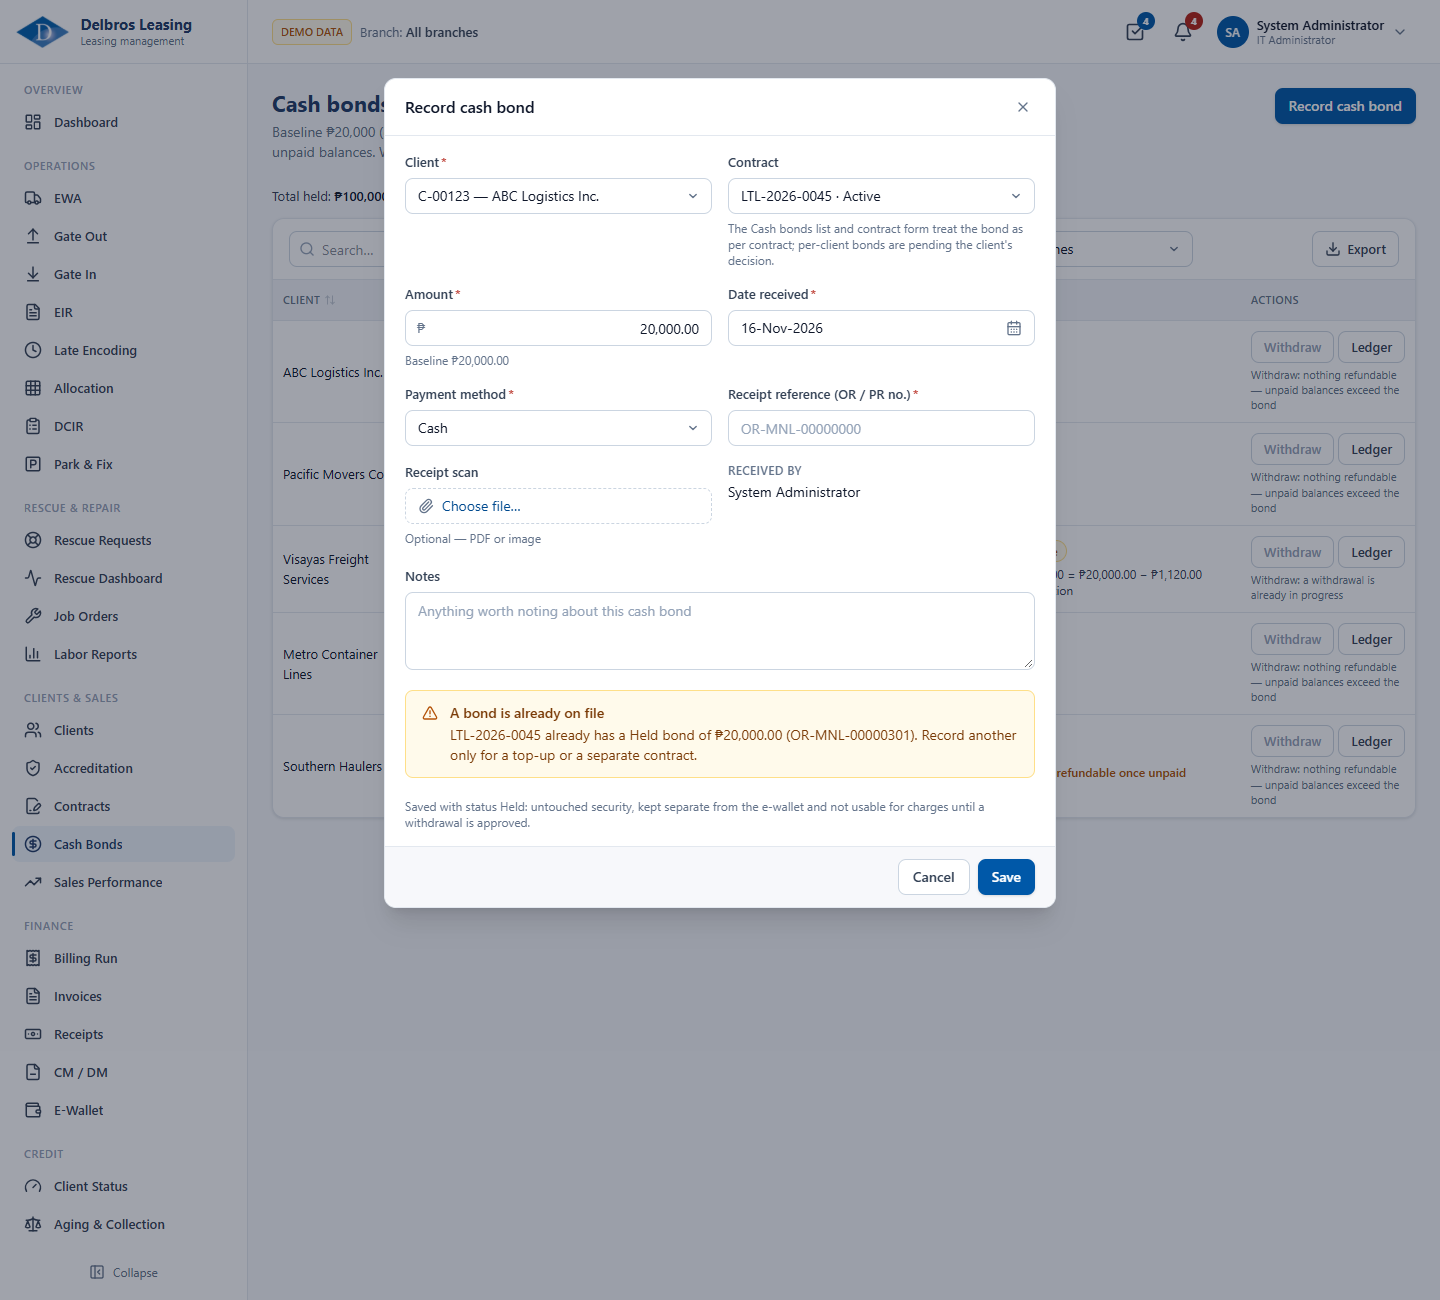 Delbros Leasing
Leasing management
DEMO DATA
Branch: All branches
4
4
SA
System Administrator
IT Administrator
OVERVIEW
Dashboard
OPERATIONS
EWA
Gate Out
Gate In
EIR
Late Encoding
Allocation
DCIR
Park & Fix
RESCUE & REPAIR
Rescue Requests
Rescue Dashboard
Job Orders
Labor Reports
CLIENTS & SALES
Clients
Accreditation
Contracts
Cash Bonds
Sales Performance
FINANCE
Billing Run
Invoices
Receipts
CM / DM
E-Wallet
CREDIT
Client Status
Aging & Collection
Collapse
Cash bonds
Baseline ₱20,000 (
unpaid balances.
Record cash bond
Total held: ₱100,000
Search...
Export
CLIENT
ACTIONS
ABC Logistics Inc.
Withdraw
Ledger
Withdraw: nothing refundable
— unpaid balances exceed the
bond
Pacific Movers Co
Withdraw
Ledger
Withdraw: nothing refundable
— unpaid balances exceed the
bond
Visayas Freight
Services
= ₱20,000.00 − ₱1,120.00
Withdraw
Ledger
Withdraw: a withdrawal is
already in progress
Metro Container
Lines
Withdraw
Ledger
Withdraw: nothing refundable
— unpaid balances exceed the
bond
Southern Haulers
refundable once unpaid
Withdraw
Ledger
Withdraw: nothing refundable
— unpaid balances exceed the
bond
Record cash bond
Client*
C-00123 — ABC Logistics Inc.
Contract
LTL-2026-0045 · Active
The Cash bonds list and contract form treat the bond as
per contract; per-client bonds are pending the client's
decision.
Amount*
₱ 20,000.00
Baseline ₱20,000.00
Date received*
16-Nov-2026
Payment method*
Cash
Receipt reference (OR / PR no.)*
OR-MNL-00000000
Receipt scan
Choose file...
Optional — PDF or image
RECEIVED BY
System Administrator
Notes
Anything worth noting about this cash bond
A bond is already on file
LTL-2026-0045 already has a Held bond of ₱20,000.00 (OR-MNL-00000301). Record another
only for a top-up or a separate contract.
Saved with status Held: untouched security, kept separate from the e-wallet and not usable for charges until a
withdrawal is approved.
Cancel
Save